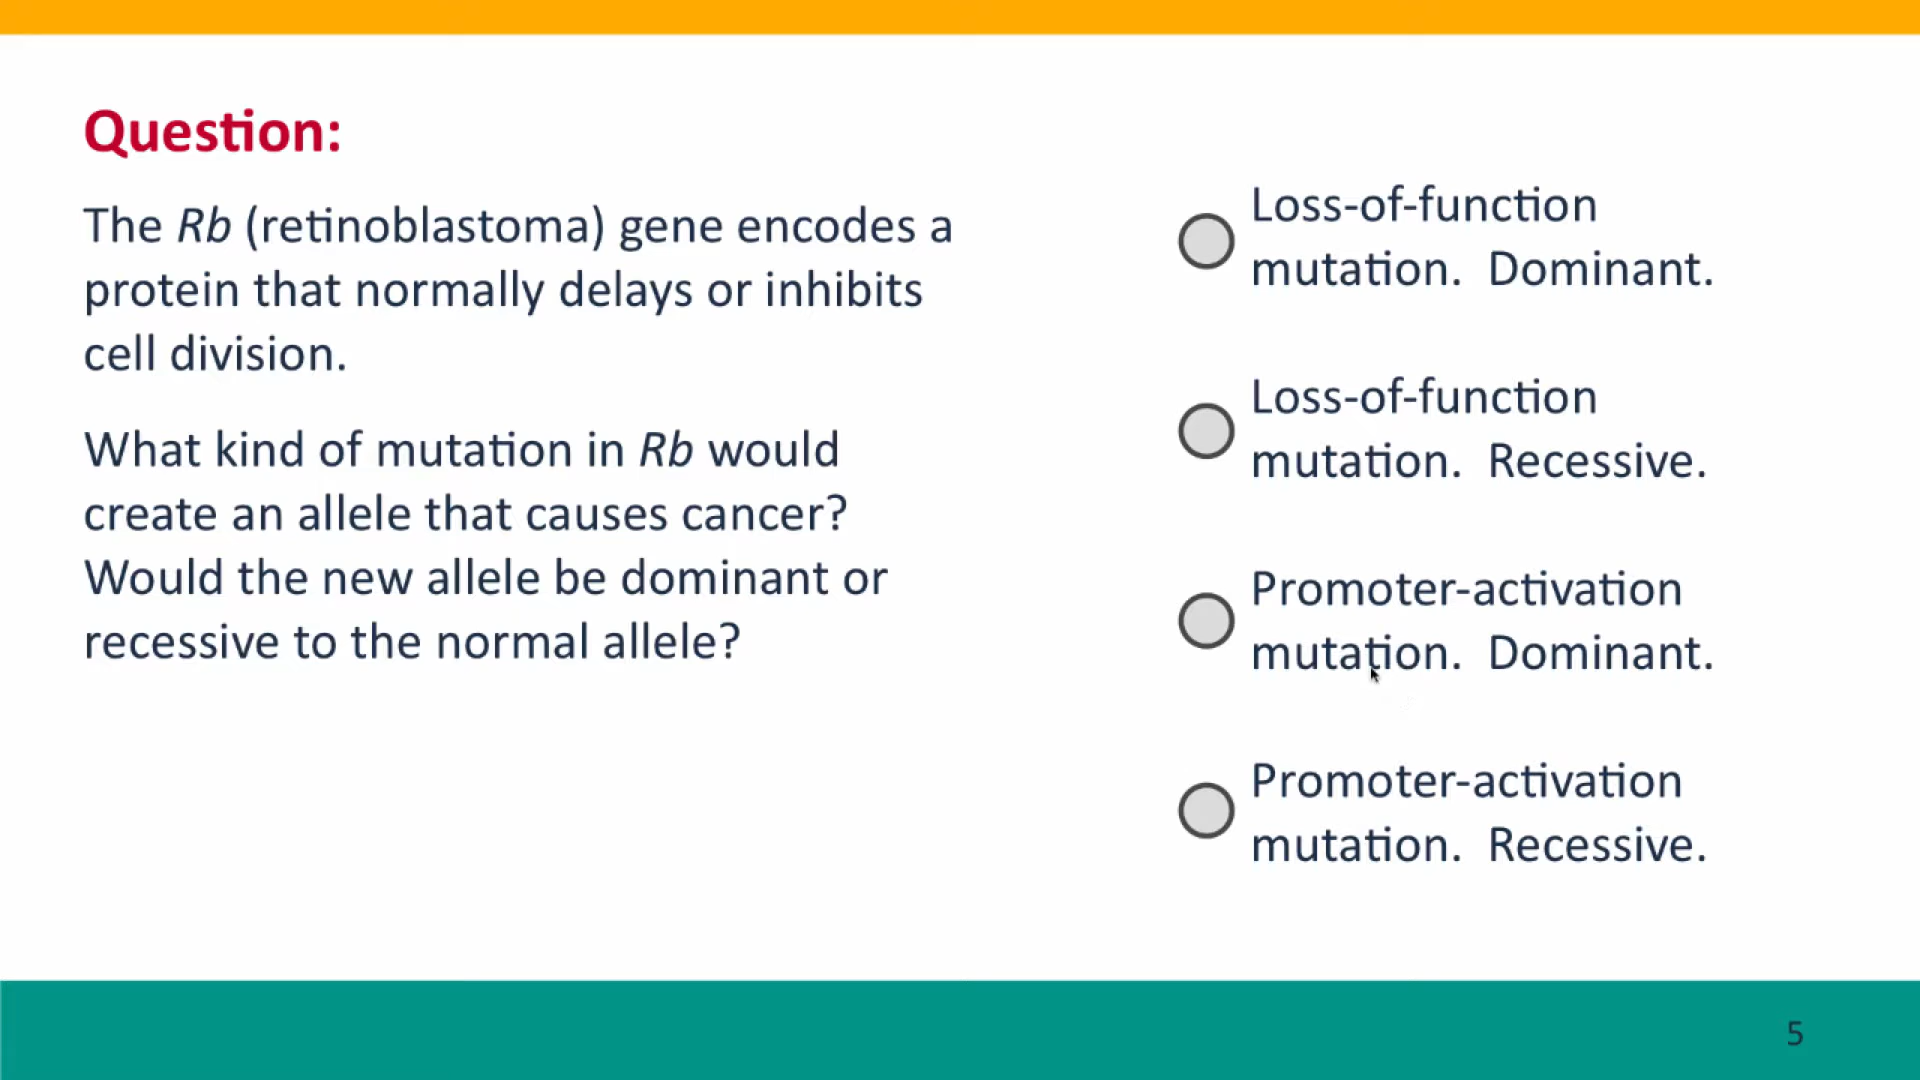 Question:
The Rb (retinoblastoma) gene encodes a
protein that normally delays or inhibits
cell division.
What kind of mutation in Rb would
create an allele that causes cancer?
Would the new allele be dominant or
recessive to the normal allele?
Loss-of-function
mutation. Dominant.
Loss-of-function
mutation. Recessive.
Promoter-activation
mutation. Dominant.
Promoter-activation
mutation. Recessive.
5